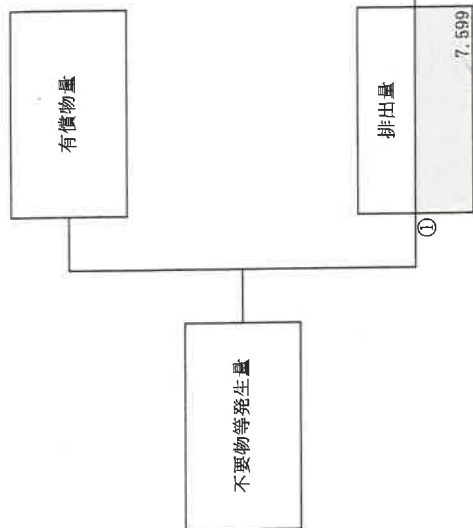 不要物等発生量
有償物量
①
排出量
7.599